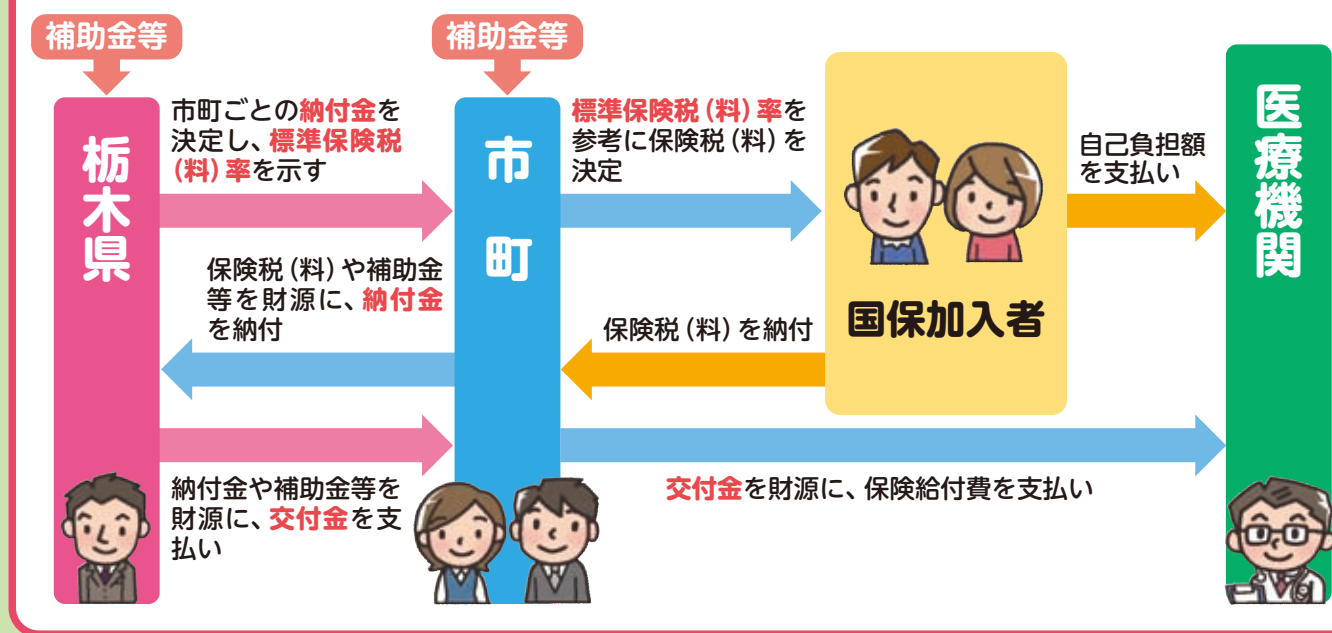 補助金等
補助金等
栃木県
市町ごとの納付金を
決定し、標準保険税
(料)率を示す
市町
標準保険税(料)率を
参考に保険税(料)を
決定
国保加入者
自己負担額
を支払い
医療機関
保険税(料)や補助金
等を財源に、納付金
を納付
保険税(料)を納付
納付金や補助金等を
財源に、交付金を支
払い
交付金を財源に、保険給付費を支払い